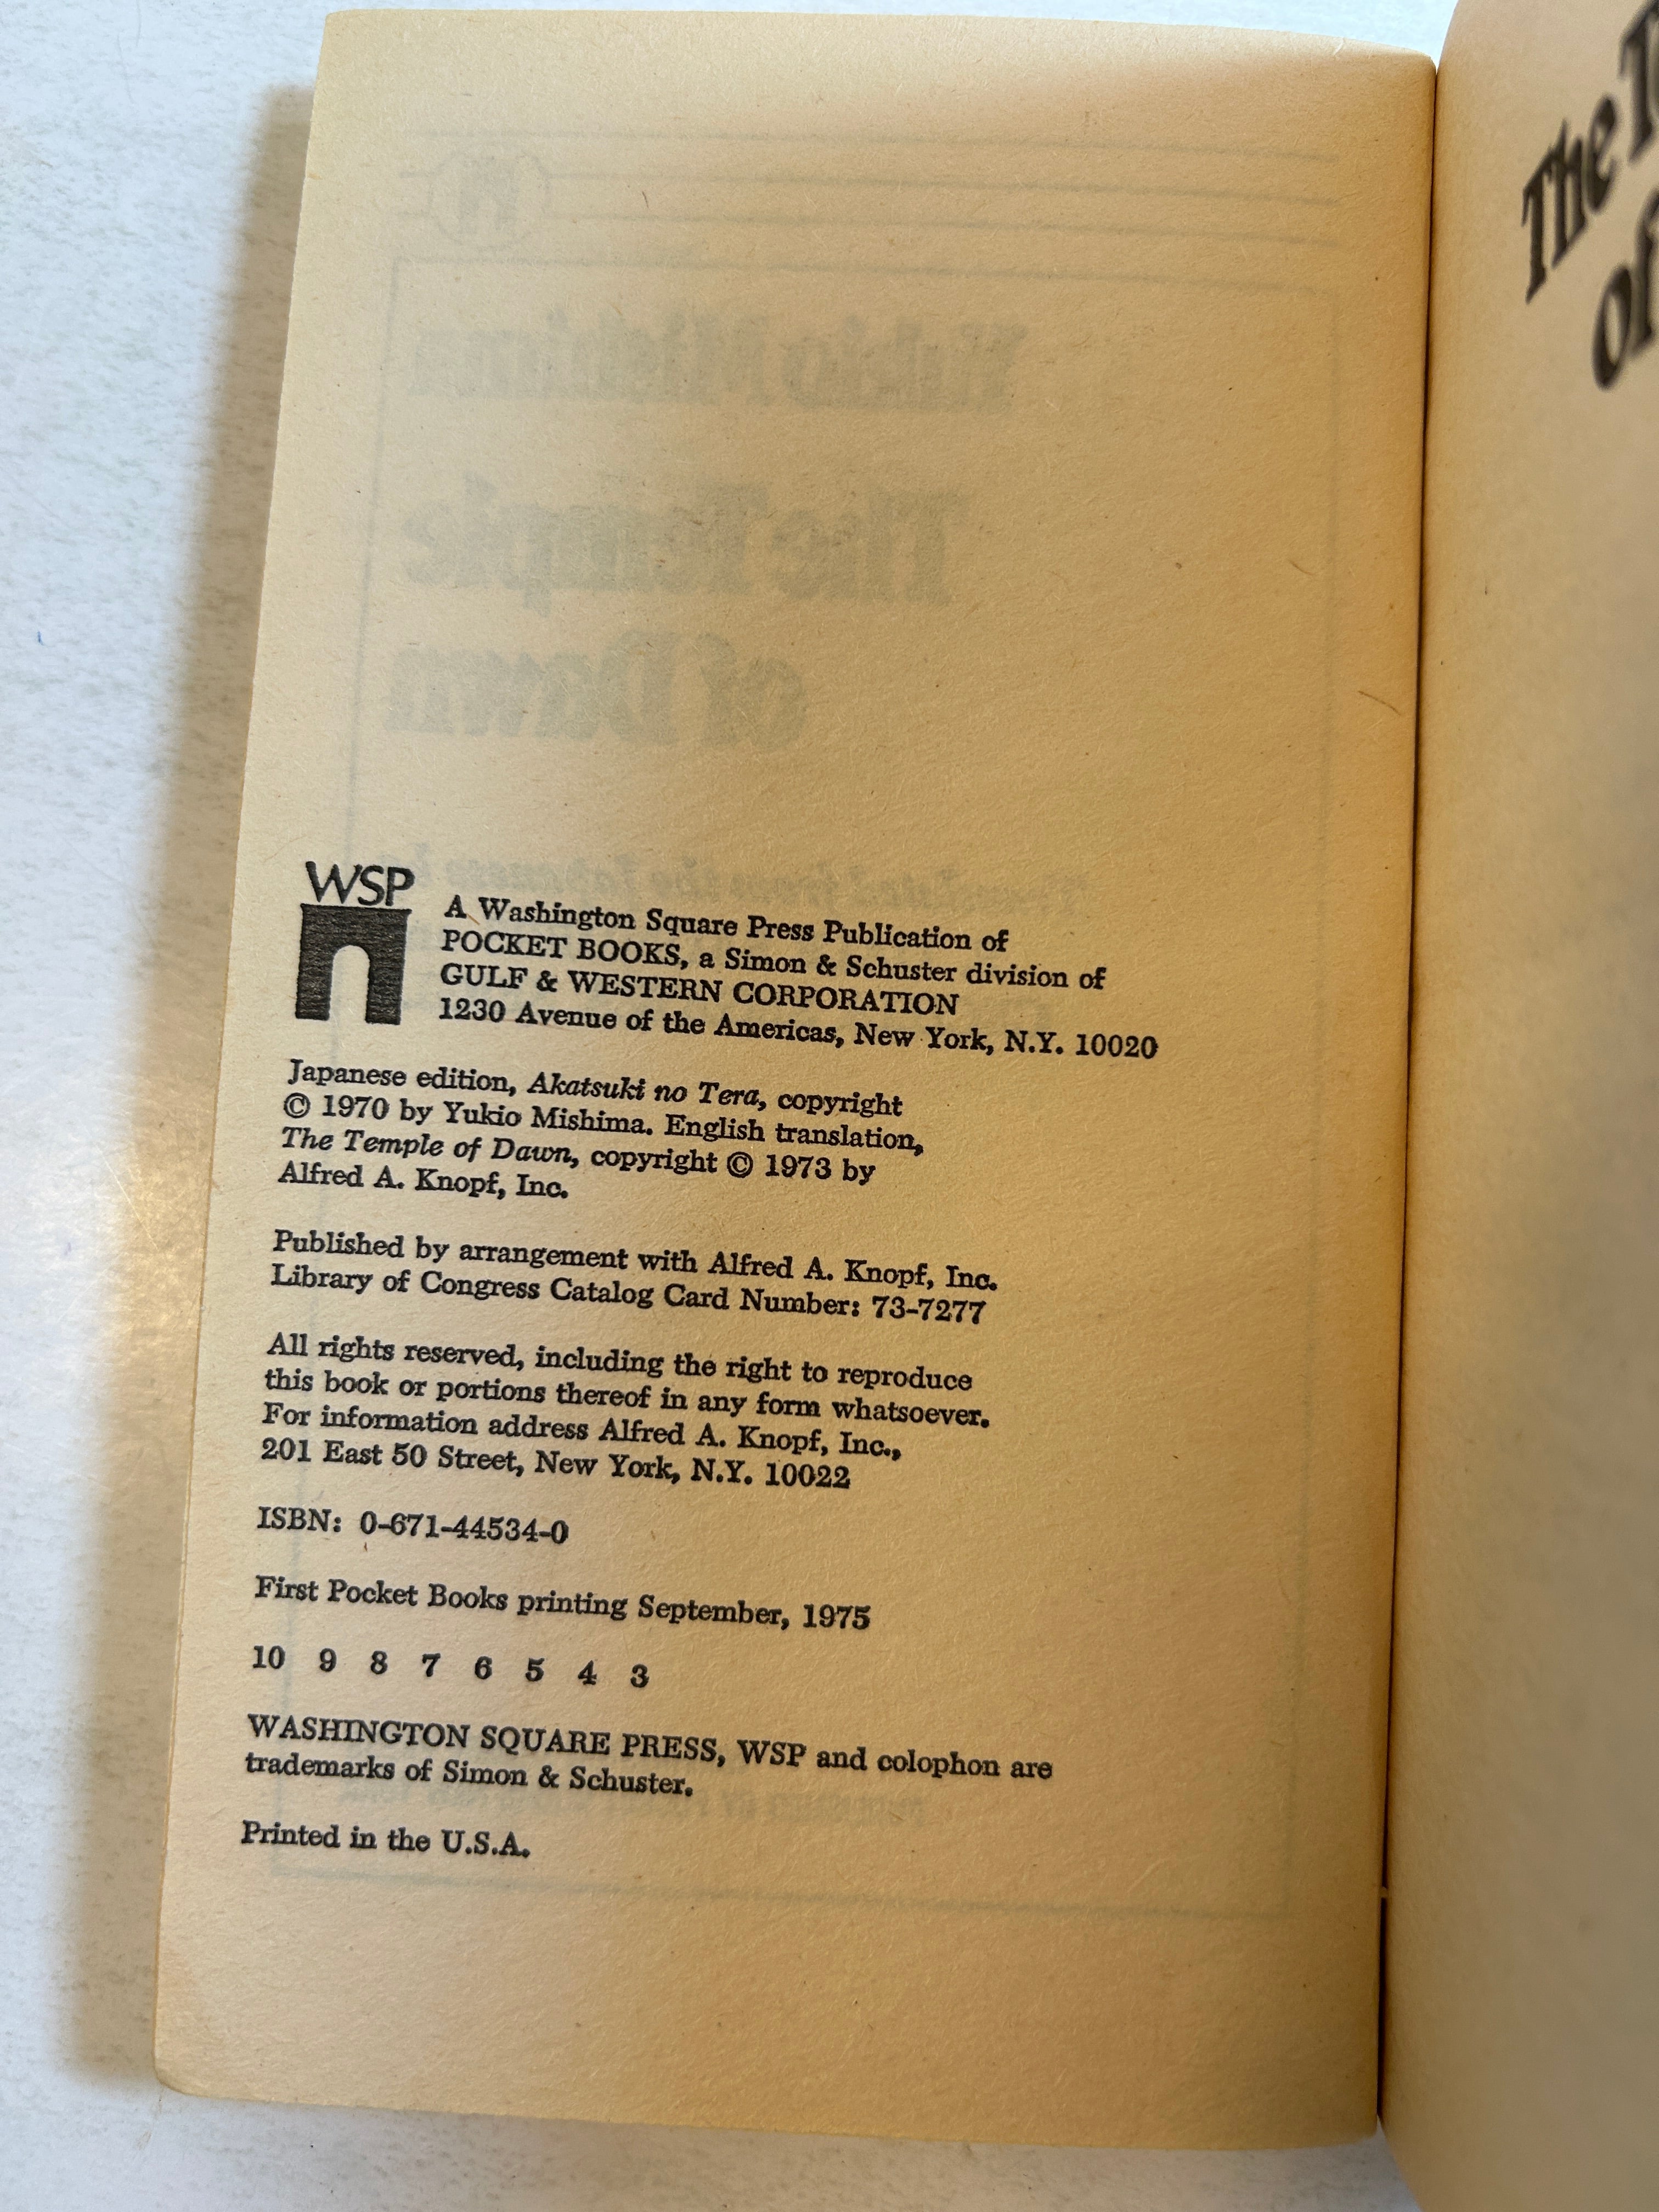 WSP
A Washington Square Press Publication of
POCKET BOOKS, a Simon & Schuster division of
GULF & WESTERN CORPORATION
1230 Avenue of the Americas, New York, N.Y. 10020
Japanese edition, Akatsuki no Tera, copyright
© 1970 by Yukio Mishima. English translation,
The Temple of Dawn, copyright © 1973 by
Alfred A. Knopf, Inc.
Published by arrangement with Alfred A. Knopf, Inc.
Library of Congress Catalog Card Number: 73-7277
All rights reserved, including the right to reproduce
this book or portions thereof in any form whatsoever.
For information address Alfred A. Knopf, Inc.,
201 East 50 Street, New York, N.Y. 10022
ISBN: 0-671-44534-0
First Pocket Books printing September, 1975
10 9 8 7 6 5 4 3
WASHINGTON SQUARE PRESS, WSP and colophon are
trademarks of Simon & Schuster.
Printed in the U.S.A.
The
of